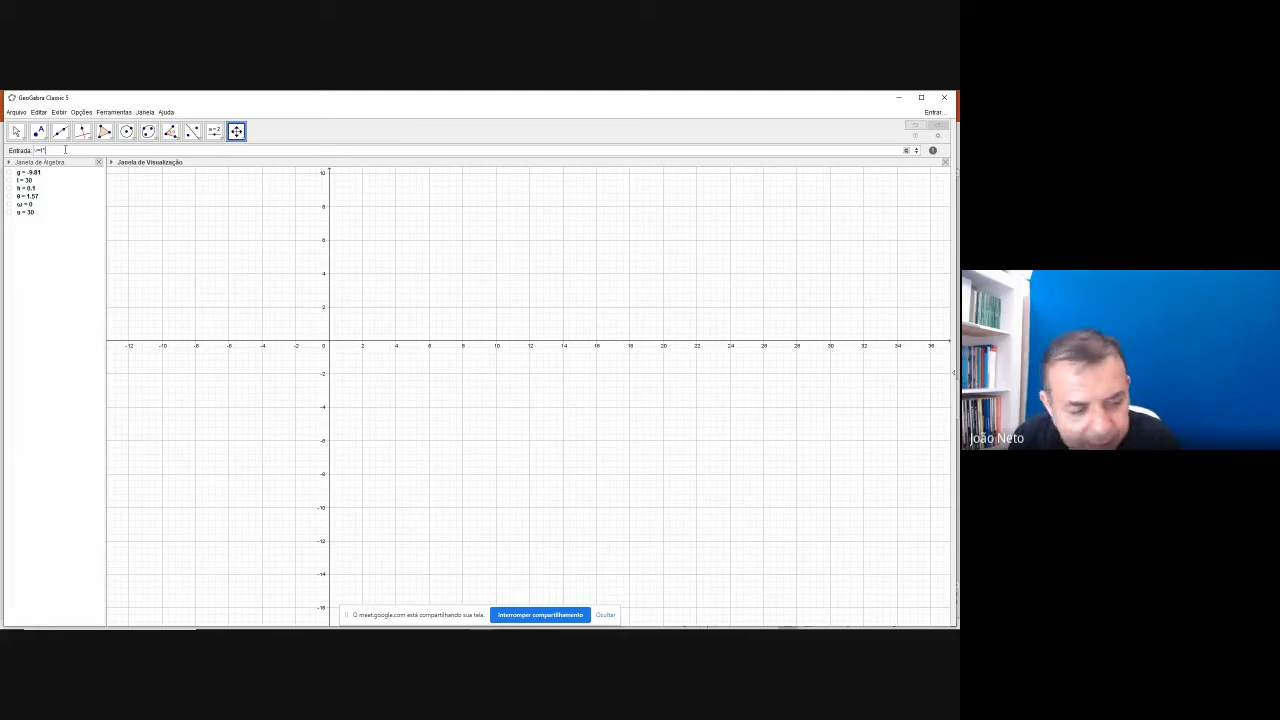 GeoGebra Classic 5
Arquivo Editar Exibir Opções Ferramentas Janela Ajuda
Entrar...
a=2
Entrada:
Janela de Álgebra
Janela de Visualização
g = -9.81
l = 30
h = 0.1
θ = 1.57
ω = 0
u = 30
10
8
6
4
2
-12 -10 -8 -6 -4 -2 0 2 4 6 8 10 12 14 16 18 20 22 24 26 28 30 32 34 36
-2
-4
-6
-8
-10
-12
-14
-16
O meet.google.com está compartilhando sua tela. Interromper compartilhamento Ocultar
João Neto